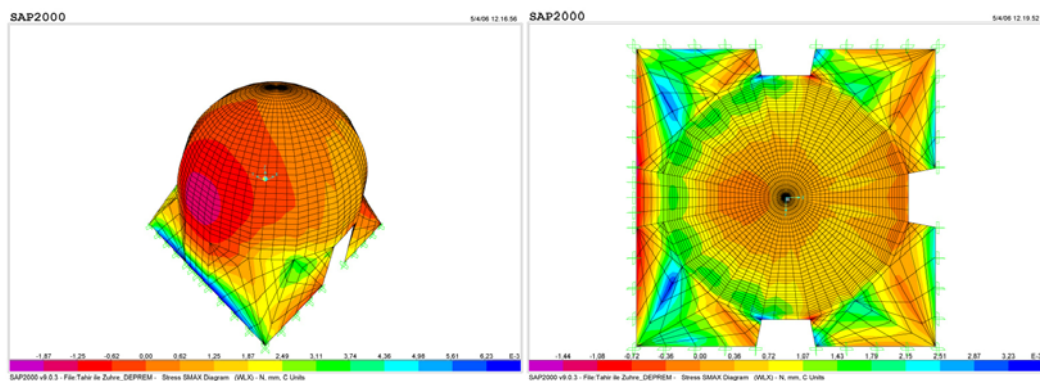 SAP2000
5/4/06 12:16:56
-1,87 -1,25 -0,62 0,00 0,62 1,25 1,87 2,49 3,11 3,74 4,36 4,98 5,61 6,23 E-3
SAP2000 v9.0.3 - File:Tahir ile Zuhre_DEPREM - Stress SMAX Diagram (WLX) - N, mm, C Units
SAP2000
5/4/06 12:19:52
-1,44 -1,08 -0,72 -0,36 0,00 0,36 0,72 1,07 1,43 1,79 2,15 2,51 2,87 3,23 E-3
SAP2000 v9.0.3 - File:Tahir ile Zuhre_DEPREM - Stress SMAX Diagram (WLX) - N, mm, C Units